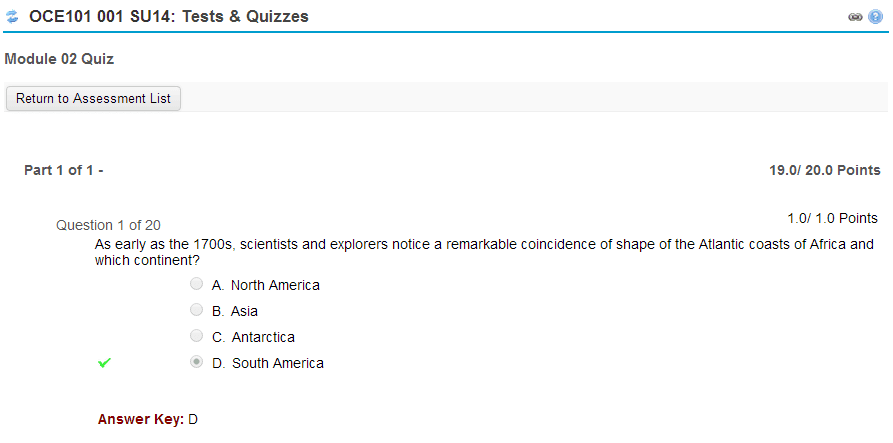 OCE101 001 SU14: Tests & Quizzes
Module 02 Quiz
Return to Assessment List
Part 1 of 1 - 19.0/ 20.0 Points
Question 1 of 20 1.0/ 1.0 Points
As early as the 1700s, scientists and explorers notice a remarkable coincidence of shape of the Atlantic coasts of Africa and
which continent?
A. North America
B. Asia
C. Antarctica
D. South America
Answer Key: D